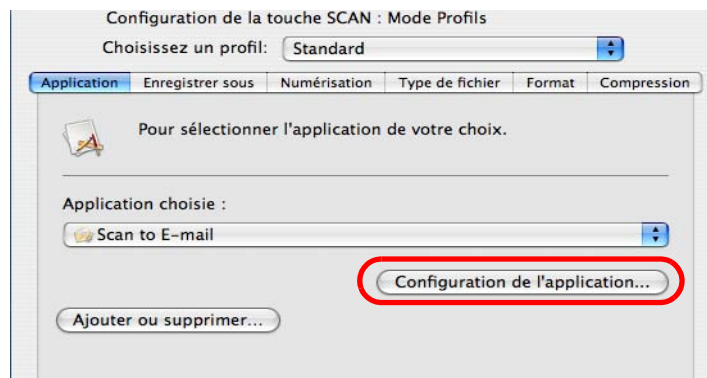 Configuration de la touche SCAN : Mode Profils
Choisissez un profil: Standard
Application Enregistrer sous Numérisation Type de fichier Format Compression
Pour sélectionner l'application de votre choix.
Application choisie :
Scan to E-mail
Configuration de l'application...
Ajouter ou supprimer...